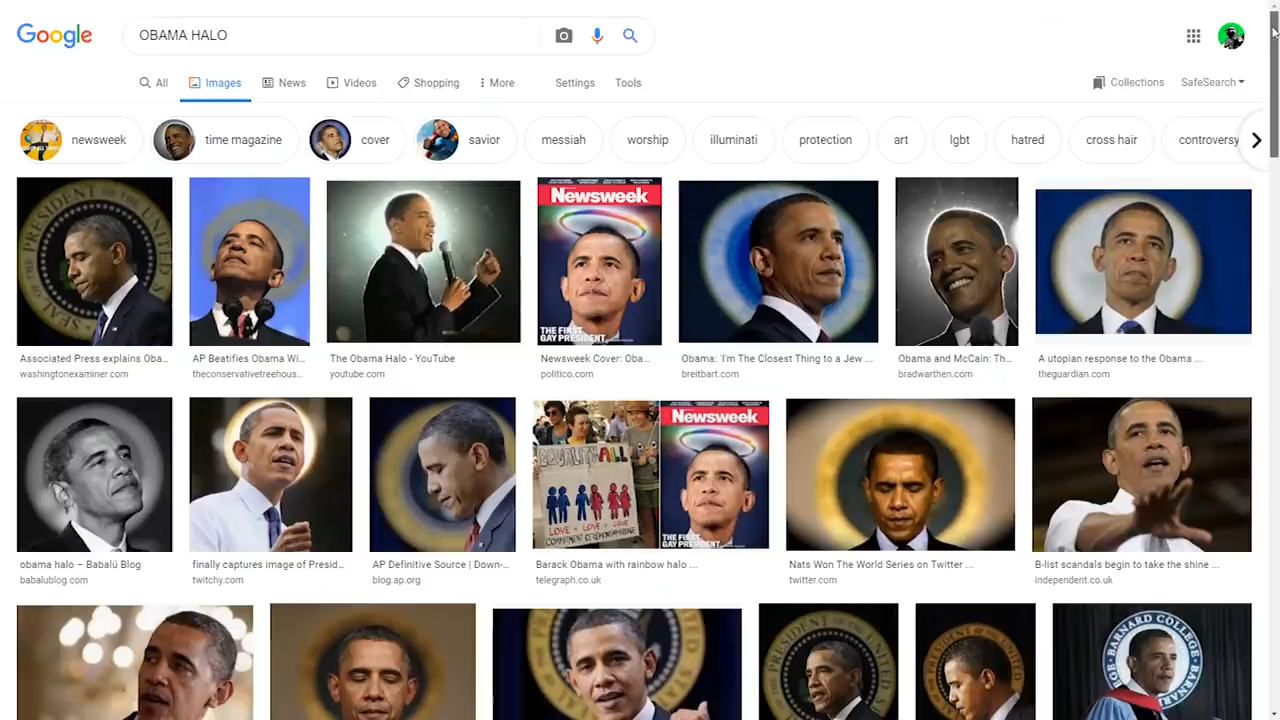 Google
OBAMA HALO
All
Images
News
Videos
Shopping
More
Settings
Tools
Collections
SafeSearch
newsweek
time magazine
cover
savior
messiah
worship
illuminati
protection
art
lgbt
hatred
cross hair
controversy
Newsweek
THE FIRST
GAY PRESIDENT
Associated Press explains Oba...
washingtonexaminer.com
AP Beatifies Obama Wi...
theconservativetreehous...
The Obama Halo - YouTube
youtube.com
Newsweek Cover: Oba...
politico.com
Obama: 'I'm The Closest Thing to a Jew ...
breitbart.com
Obama and McCain: Th...
bradwarthen.com
A utopian response to the Obama ...
theguardian.com
EQUALITY 4 ALL
LOVE = LOVE = LOVE
Newsweek
THE FIRST
GAY PRESIDENT
obama halo – Babalú Blog
babalublog.com
finally captures image of Presid...
twitchy.com
AP Definitive Source | Down-...
blog.ap.org
Barack Obama with rainbow halo ...
telegraph.co.uk
Nats Won The World Series on Twitter ...
twitter.com
B-list scandals begin to take the shine ...
independent.co.uk
BARNARD COLLEGE